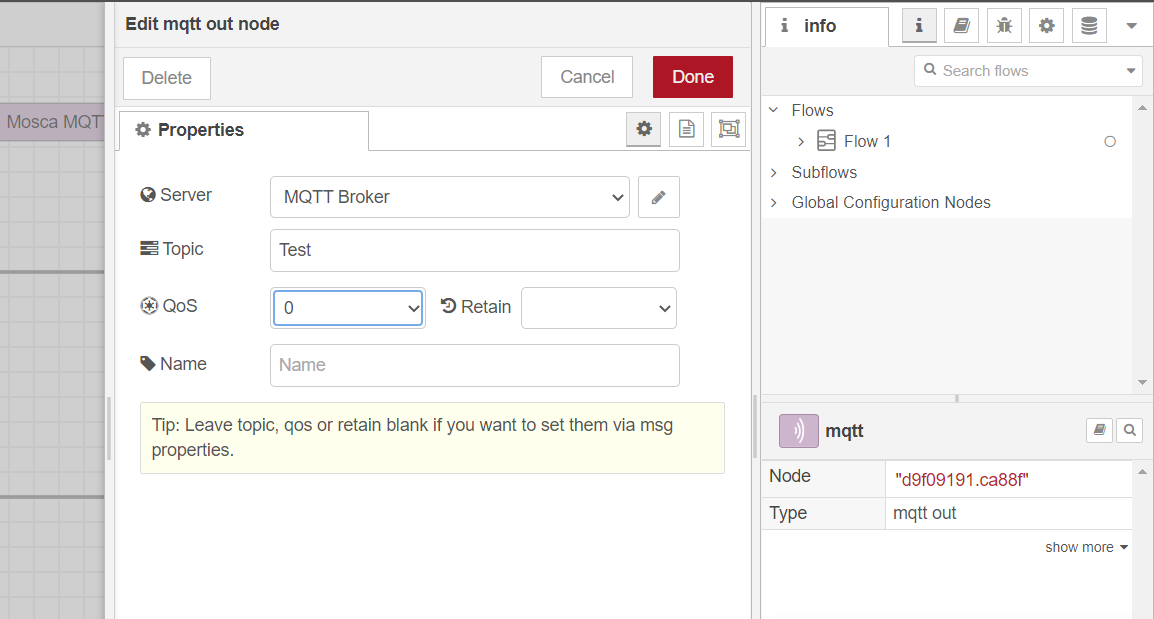 Edit mqtt out node
Delete
Cancel
Done
Properties
Server
MQTT Broker
Topic
Test
QoS
0
Retain
Name
Name
Tip: Leave topic, qos or retain blank if you want to set them via msg
properties.
Mosca MQT
info
Search flows
Flows
Flow 1
Subflows
Global Configuration Nodes
mqtt
Node
"d9f09191.ca88f"
Type
mqtt out
show more